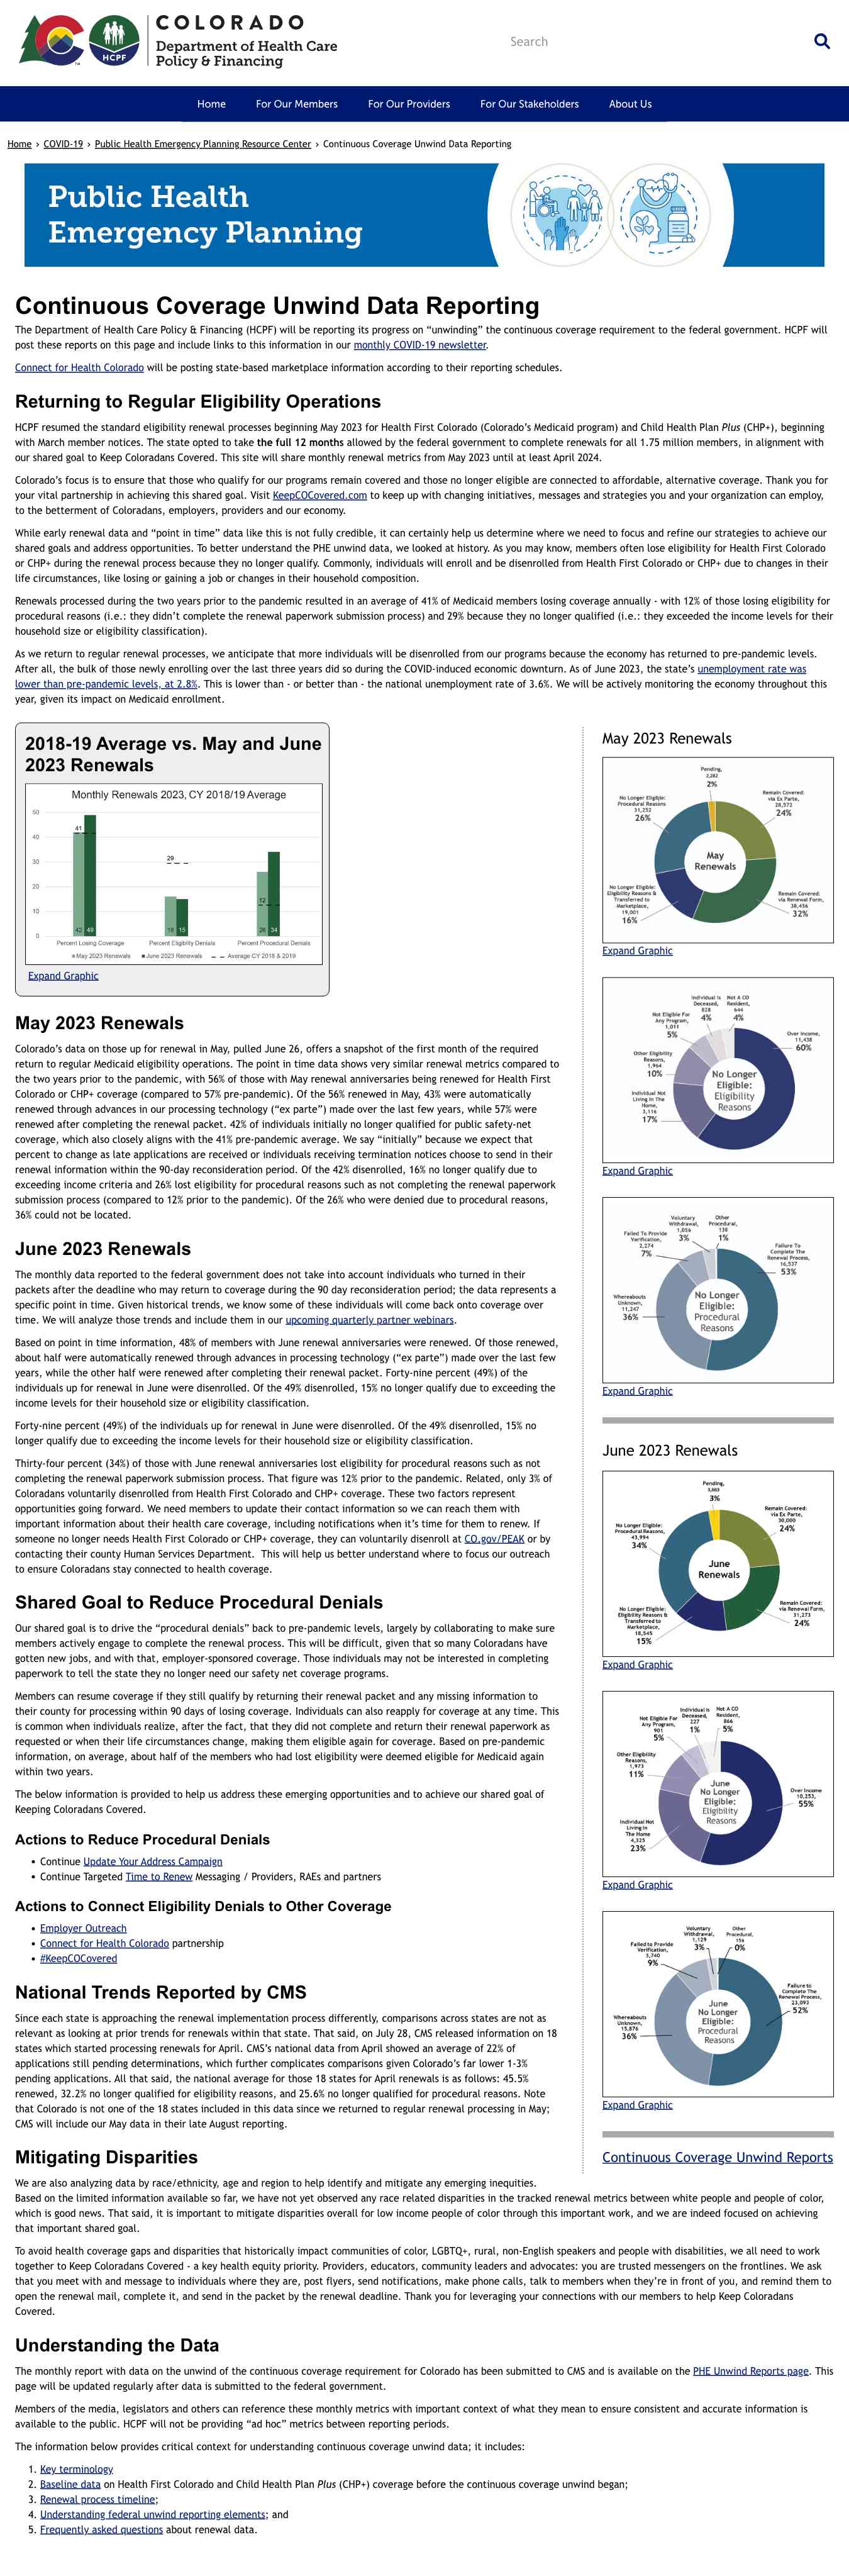 COLORADO
Department of Health Care
Policy & Financing
HCPF
Search
Home
For Our Members
For Our Providers
For Our Stakeholders
About Us
Home › COVID-19 › Public Health Emergency Planning Resource Center › Continuous Coverage Unwind Data Reporting
Public Health
Emergency Planning
Continuous Coverage Unwind Data Reporting
The Department of Health Care Policy & Financing (HCPF) will be reporting its progress on “unwinding” the continuous coverage requirement to the federal government. HCPF will
post these reports on this page and include links to this information in our monthly COVID-19 newsletter.
Connect for Health Colorado will be posting state-based marketplace information according to their reporting schedules.
Returning to Regular Eligibility Operations
HCPF resumed the standard eligibility renewal processes beginning May 2023 for Health First Colorado (Colorado’s Medicaid program) and Child Health Plan Plus (CHP+), beginning
with March member notices. The state opted to take the full 12 months allowed by the federal government to complete renewals for all 1.75 million members, in alignment with
our shared goal to Keep Coloradans Covered. This site will share monthly renewal metrics from May 2023 until at least April 2024.
Colorado’s focus is to ensure that those who qualify for our programs remain covered and those no longer eligible are connected to affordable, alternative coverage. Thank you for
your vital partnership in achieving this shared goal. Visit KeepCOCovered.com to keep up with changing initiatives, messages and strategies you and your organization can employ,
to the betterment of Coloradans, employers, providers and our economy.
While early renewal data and “point in time” data like this is not fully credible, it can certainly help us determine where we need to focus and refine our strategies to achieve our
shared goals and address opportunities. To better understand the PHE unwind data, we looked at history. As you may know, members often lose eligibility for Health First Colorado
or CHP+ during the renewal process because they no longer qualify. Commonly, individuals will enroll and be disenrolled from Health First Colorado or CHP+ due to changes in their
life circumstances, like losing or gaining a job or changes in their household composition.
Renewals processed during the two years prior to the pandemic resulted in an average of 41% of Medicaid members losing coverage annually - with 12% of those losing eligibility for
procedural reasons (i.e.: they didn’t complete the renewal paperwork submission process) and 29% because they no longer qualified (i.e.: they exceeded the income levels for their
household size or eligibility classification).
As we return to regular renewal processes, we anticipate that more individuals will be disenrolled from our programs because the economy has returned to pre-pandemic levels.
After all, the bulk of those newly enrolling over the last three years did so during the COVID-induced economic downturn. As of June 2023, the state’s unemployment rate was
lower than pre-pandemic levels, at 2.8%. This is lower than - or better than - the national unemployment rate of 3.6%. We will be actively monitoring the economy throughout this
year, given its impact on Medicaid enrollment.
2018-19 Average vs. May and June
2023 Renewals
Monthly Renewals 2023, CY 2018/19 Average
50
40
30
20
10
0
41
42 49
29
16 15
12
26 34
Percent Losing Coverage
Percent Eligibility Denials
Percent Procedural Denials
May 2023 Renewals
June 2023 Renewals
Average CY 2018 & 2019
Expand Graphic
May 2023 Renewals
Colorado’s data on those up for renewal in May, pulled June 26, offers a snapshot of the first month of the required
return to regular Medicaid eligibility operations. The point in time data shows very similar renewal metrics compared to
the two years prior to the pandemic, with 56% of those with May renewal anniversaries being renewed for Health First
Colorado or CHP+ coverage (compared to 57% pre-pandemic). Of the 56% renewed in May, 43% were automatically
renewed through advances in our processing technology (“ex parte”) made over the last few years, while 57% were
renewed after completing the renewal packet. 42% of individuals initially no longer qualified for public safety-net
coverage, which also closely aligns with the 41% pre-pandemic average. We say “initially” because we expect that
percent to change as late applications are received or individuals receiving termination notices choose to send in their
renewal information within the 90-day reconsideration period. Of the 42% disenrolled, 16% no longer qualify due to
exceeding income criteria and 26% lost eligibility for procedural reasons such as not completing the renewal paperwork
submission process (compared to 12% prior to the pandemic). Of the 26% who were denied due to procedural reasons,
36% could not be located.
June 2023 Renewals
The monthly data reported to the federal government does not take into account individuals who turned in their
packets after the deadline who may return to coverage during the 90 day reconsideration period; the data represents a
specific point in time. Given historical trends, we know some of these individuals will come back onto coverage over
time. We will analyze those trends and include them in our upcoming quarterly partner webinars.
Based on point in time information, 48% of members with June renewal anniversaries were renewed. Of those renewed,
about half were automatically renewed through advances in processing technology (“ex parte”) made over the last few
years, while the other half were renewed after completing their renewal packet. Forty-nine percent (49%) of the
individuals up for renewal in June were disenrolled. Of the 49% disenrolled, 15% no longer qualify due to exceeding the
income levels for their household size or eligibility classification.
Forty-nine percent (49%) of the individuals up for renewal in June were disenrolled. Of the 49% disenrolled, 15% no
longer qualify due to exceeding the income levels for their household size or eligibility classification.
Thirty-four percent (34%) of those with June renewal anniversaries lost eligibility for procedural reasons such as not
completing the renewal paperwork submission process. That figure was 12% prior to the pandemic. Related, only 3% of
Coloradans voluntarily disenrolled from Health First Colorado and CHP+ coverage. These two factors represent
opportunities going forward. We need members to update their contact information so we can reach them with
important information about their health care coverage, including notifications when it’s time for them to renew. If
someone no longer needs Health First Colorado or CHP+ coverage, they can voluntarily disenroll at CO.gov/PEAK or by
contacting their county Human Services Department. This will help us better understand where to focus our outreach
to ensure Coloradans stay connected to health coverage.
Shared Goal to Reduce Procedural Denials
Our shared goal is to drive the “procedural denials” back to pre-pandemic levels, largely by collaborating to make sure
members actively engage to complete the renewal process. This will be difficult, given that so many Coloradans have
gotten new jobs, and with that, employer-sponsored coverage. Those individuals may not be interested in completing
paperwork to tell the state they no longer need our safety net coverage programs.
Members can resume coverage if they still qualify by returning their renewal packet and any missing information to
their county for processing within 90 days of losing coverage. Individuals can also reapply for coverage at any time. This
is common when individuals realize, after the fact, that they did not complete and return their renewal paperwork as
requested or when their life circumstances change, making them eligible again for coverage. Based on pre-pandemic
information, on average, about half of the members who had lost eligibility were deemed eligible for Medicaid again
within two years.
The below information is provided to help us address these emerging opportunities and to achieve our shared goal of
Keeping Coloradans Covered.
Actions to Reduce Procedural Denials
• Continue Update Your Address Campaign
• Continue Targeted Time to Renew Messaging / Providers, RAEs and partners
Actions to Connect Eligibility Denials to Other Coverage
• Employer Outreach
• Connect for Health Colorado partnership
• #KeepCOCovered
National Trends Reported by CMS
Since each state is approaching the renewal implementation process differently, comparisons across states are not as
relevant as looking at prior trends for renewals within that state. That said, on July 28, CMS released information on 18
states which started processing renewals for April. CMS’s national data from April showed an average of 22% of
applications still pending determinations, which further complicates comparisons given Colorado’s far lower 1-3%
pending applications. All that said, the national average for those 18 states for April renewals is as follows: 45.5%
renewed, 32.2% no longer qualified for eligibility reasons, and 25.6% no longer qualified for procedural reasons. Note
that Colorado is not one of the 18 states included in this data since we returned to regular renewal processing in May;
CMS will include our May data in their late August reporting.
May 2023 Renewals
Pending,
2,282
2%
Remain Covered:
via Ex Parte,
28,572
24%
Remain Covered:
via Renewal Form,
38,456
32%
No Longer Eligible:
Eligibility Reasons &
Transferred to
Marketplace,
19,001
16%
No Longer Eligible:
Procedural Reasons
31,252
26%
May
Renewals
Expand Graphic
Individual Is
Deceased,
828
4%
Not A CO
Resident,
644
4%
Over Income,
11,438
60%
Not Eligible For
Any Program,
1,011
5%
Other Eligibility
Reasons,
1,964
10%
Individual Not
Living In The
Home,
3,116
17%
No Longer
Eligible:
Eligibility
Reasons
Expand Graphic
Voluntary
Withdrawal,
1,056
3%
Other
Procedural,
138
1%
Failure To
Complete The
Renewal Process,
16,537
53%
Failed To Provide
Verification,
2,274
7%
Whereabouts
Unknown,
11,247
36%
No Longer
Eligible:
Procedural
Reasons
Expand Graphic
June 2023 Renewals
Pending,
3%
Remain Covered:
via Ex Parte,
30,000
24%
Remain Covered:
via Renewal Form,
31,273
24%
No Longer Eligible:
Eligibility Reasons &
Transferred to
Marketplace,
18,545
15%
No Longer Eligible:
Procedural Reasons,
43,994
34%
June
Renewals
Expand Graphic
Individual Is
Deceased,
227
1%
Not A CO
Resident,
866
5%
Over Income
10,253,
55%
Not Eligible For
Any Program,
901
5%
Other Eligibility
Reasons,
1,973
11%
Individual Not
Living In
The Home
4,325
23%
June
No Longer
Eligible:
Eligibility
Reasons
Expand Graphic
Voluntary
Withdrawal,
1,129
3%
Other
Procedural,
156
0%
Failure to
Complete The
Renewal Process,
23,093
52%
Failed to Provide
Verification,
3,740
9%
Whereabouts
Unknown,
15,876
36%
June
No Longer
Eligible:
Procedural
Reasons
Expand Graphic
Continuous Coverage Unwind Reports
Mitigating Disparities
We are also analyzing data by race/ethnicity, age and region to help identify and mitigate any emerging inequities.
Based on the limited information available so far, we have not yet observed any race related disparities in the tracked renewal metrics between white people and people of color,
which is good news. That said, it is important to mitigate disparities overall for low income people of color through this important work, and we are indeed focused on achieving
that important shared goal.
To avoid health coverage gaps and disparities that historically impact communities of color, LGBTQ+, rural, non-English speakers and people with disabilities, we all need to work
together to Keep Coloradans Covered - a key health equity priority. Providers, educators, community leaders and advocates: you are trusted messengers on the frontlines. We ask
that you meet with and message to individuals where they are, post flyers, send notifications, make phone calls, talk to members when they’re in front of you, and remind them to
open the renewal mail, complete it, and send in the packet by the renewal deadline. Thank you for leveraging your connections with our members to help Keep Coloradans
Covered.
Understanding the Data
The monthly report with data on the unwind of the continuous coverage requirement for Colorado has been submitted to CMS and is available on the PHE Unwind Reports page. This
page will be updated regularly after data is submitted to the federal government.
Members of the media, legislators and others can reference these monthly metrics with important context of what they mean to ensure consistent and accurate information is
available to the public. HCPF will not be providing “ad hoc” metrics between reporting periods.
The information below provides critical context for understanding continuous coverage unwind data; it includes:
1. Key terminology
2. Baseline data on Health First Colorado and Child Health Plan Plus (CHP+) coverage before the continuous coverage unwind began;
3. Renewal process timeline;
4. Understanding federal unwind reporting elements; and
5. Frequently asked questions about renewal data.